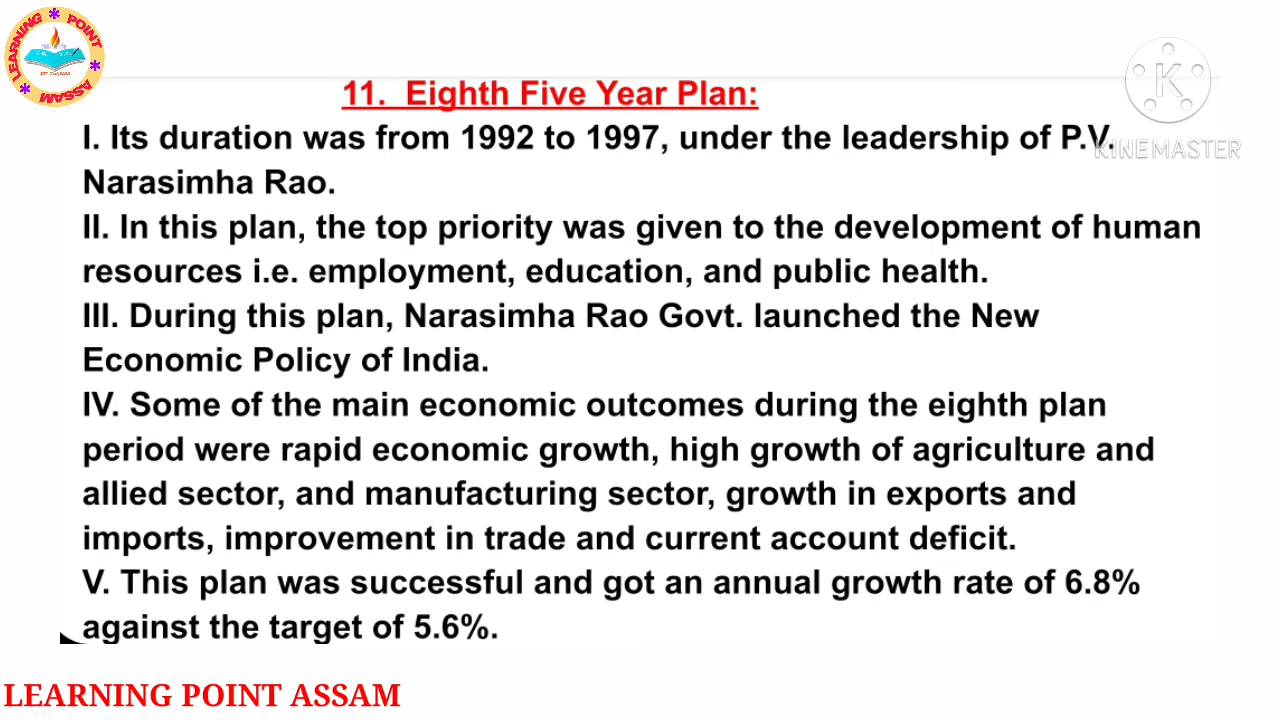 LEARNING POINT
ASSAM
K
KINEMASTER
11. Eighth Five Year Plan:
I. Its duration was from 1992 to 1997, under the leadership of P.V.
Narasimha Rao.
II. In this plan, the top priority was given to the development of human
resources i.e. employment, education, and public health.
III. During this plan, Narasimha Rao Govt. launched the New
Economic Policy of India.
IV. Some of the main economic outcomes during the eighth plan
period were rapid economic growth, high growth of agriculture and
allied sector, and manufacturing sector, growth in exports and
imports, improvement in trade and current account deficit.
V. This plan was successful and got an annual growth rate of 6.8%
against the target of 5.6%.
LEARNING POINT ASSAM